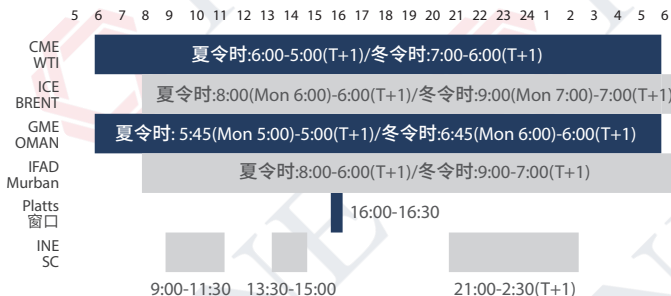 5 6 7 8 9 10 11 12 13 14 15 16 17 18 19 20 21 22 23 24 1 2 3 4 5 6
CME
WTI
夏令时:6:00-5:00(T+1)/冬令时:7:00-6:00(T+1)
ICE
BRENT
夏令时:8:00(Mon 6:00)-6:00(T+1)/冬令时:9:00(Mon 7:00)-7:00(T+1)
GME
OMAN
夏令时: 5:45(Mon 5:00)-5:00(T+1)/冬令时:6:45(Mon 6:00)-6:00(T+1)
IFAD
Murban
夏令时:8:00-6:00(T+1)/冬令时:9:00-7:00(T+1)
Platts
窗口
16:00-16:30
INE
SC
9:00-11:30 13:30-15:00 21:00-2:30(T+1)